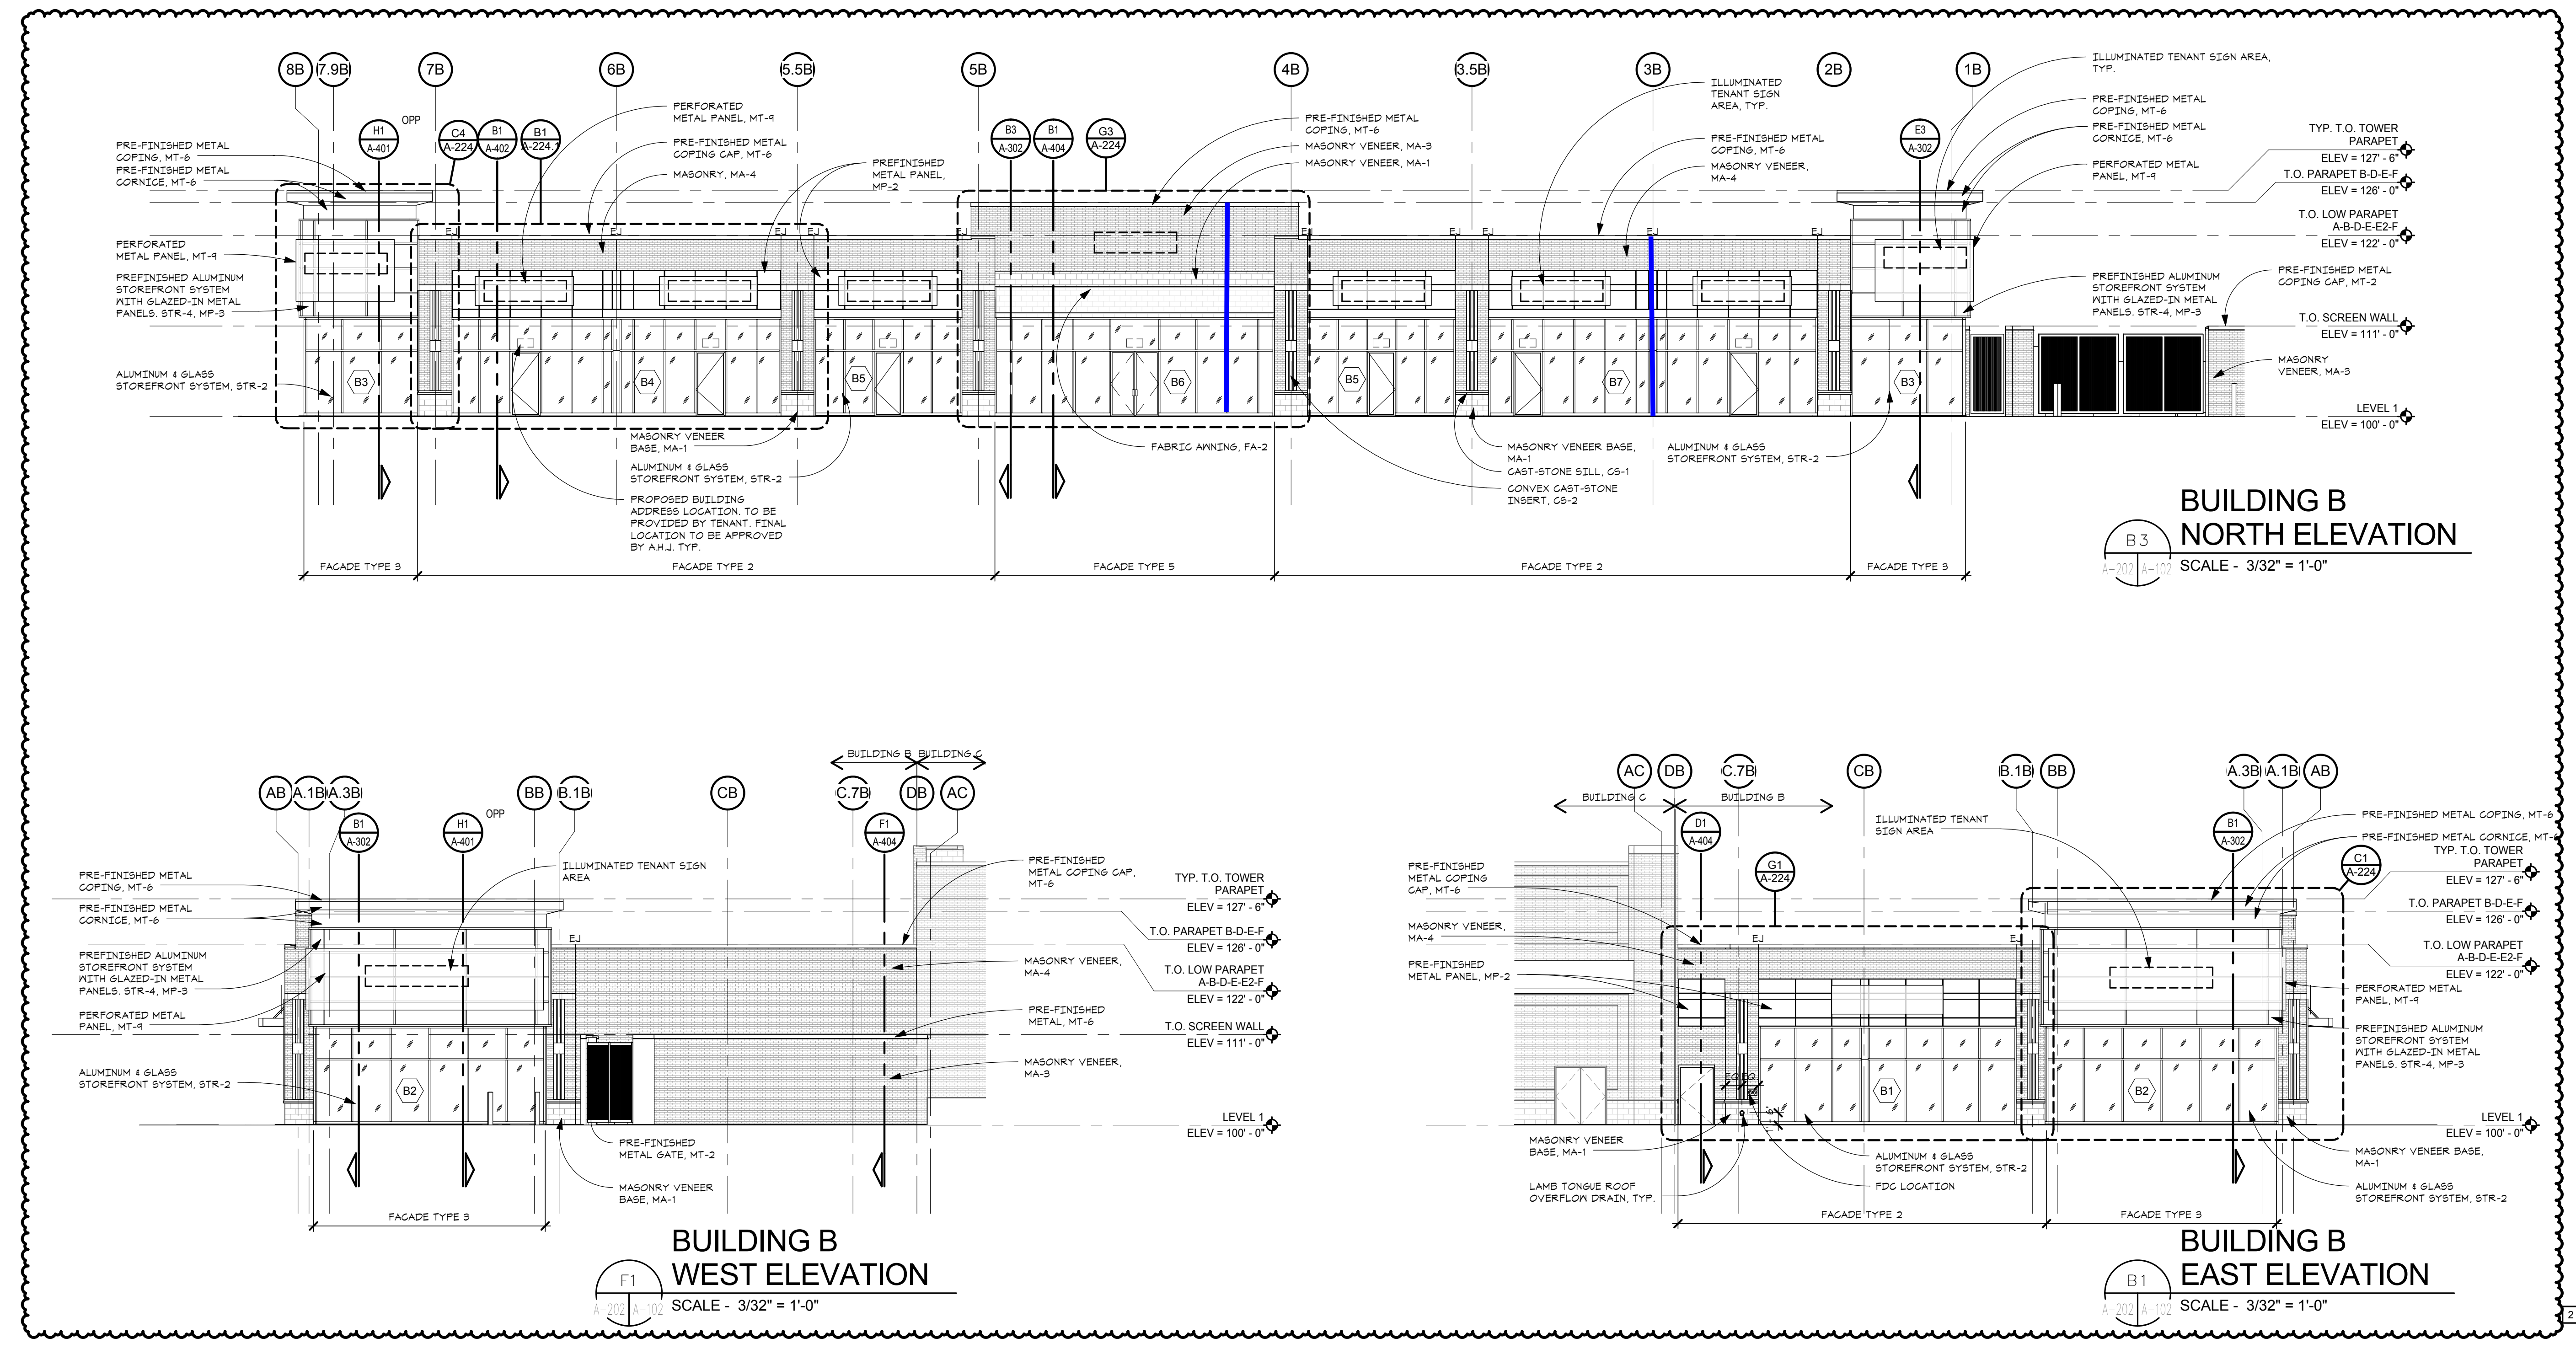 8B
7.9B
7B
6B
5.5B
5B
4B
3.5B
3B
2B
1B
H1
A-401
OPP
C4
A-224
B1
A-402
B1
A-224.1
B3
A-302
B1
A-404
G3
A-224
E3
A-302
PRE-FINISHED METAL
COPING, MT-6
PRE-FINISHED METAL
CORNICE, MT-6
PERFORATED
METAL PANEL, MT-9
PREFINISHED ALUMINUM
STOREFRONT SYSTEM
WITH GLAZED-IN METAL
PANELS. STR-4, MP-3
ALUMINUM & GLASS
STOREFRONT SYSTEM, STR-2
PERFORATED
METAL PANEL, MT-9
PRE-FINISHED METAL
COPING CAP, MT-6
MASONRY, MA-4
PREFINISHED
METAL PANEL,
MP-2
PRE-FINISHED METAL
COPING, MT-6
MASONRY VENEER, MA-3
MASONRY VENEER, MA-1
ILLUMINATED
TENANT SIGN
AREA, TYP.
PRE-FINISHED METAL
COPING, MT-6
MASONRY VENEER,
MA-4
ILLUMINATED TENANT SIGN AREA,
TYP.
PRE-FINISHED METAL
COPING, MT-6
PRE-FINISHED METAL
CORNICE, MT-6
PERFORATED METAL
PANEL, MT-9
PREFINISHED ALUMINUM
STOREFRONT SYSTEM
WITH GLAZED-IN METAL
PANELS. STR-4, MP-3
PRE-FINISHED METAL
COPING CAP, MT-2
MASONRY
VENEER, MA-3
TYP. T.O. TOWER
PARAPET
ELEV = 127' - 6"
T.O. PARAPET B-D-E-F
ELEV = 126' - 0"
T.O. LOW PARAPET
A-B-D-E-E2-F
ELEV = 122' - 0"
T.O. SCREEN WALL
ELEV = 111' - 0"
LEVEL 1
ELEV = 100' - 0"
EJ
EJ
EJ
EJ
EJ
EJ
EJ
EJ
EJ
EJ
B3
B4
B5
B6
B5
B7
B3
MASONRY VENEER
BASE, MA-1
ALUMINUM & GLASS
STOREFRONT SYSTEM, STR-2
PROPOSED BUILDING
ADDRESS LOCATION. TO BE
PROVIDED BY TENANT. FINAL
LOCATION TO BE APPROVED
BY A.H.J. TYP.
FABRIC AWNING, FA-2
MASONRY VENEER BASE,
MA-1
CAST-STONE SILL, CS-1
CONVEX CAST-STONE
INSERT, CS-2
ALUMINUM & GLASS
STOREFRONT SYSTEM, STR-2
FACADE TYPE 3
FACADE TYPE 2
FACADE TYPE 5
FACADE TYPE 2
FACADE TYPE 3
BUILDING B
NORTH ELEVATION
B3
A-202
A-102
SCALE - 3/32" = 1'-0"
BUILDING B
BUILDING C
AB
A.1B
A.3B
BB
B.1B
CB
C.7B
DB
AC
B1
A-302
H1
A-401
OPP
F1
A-404
PRE-FINISHED METAL
COPING, MT-6
PRE-FINISHED METAL
CORNICE, MT-6
PREFINISHED ALUMINUM
STOREFRONT SYSTEM
WITH GLAZED-IN METAL
PANELS. STR-4, MP-3
PERFORATED METAL
PANEL, MT-9
ALUMINUM & GLASS
STOREFRONT SYSTEM, STR-2
ILLUMINATED TENANT SIGN
AREA
EJ
B2
PRE-FINISHED
METAL COPING CAP,
MT-6
MASONRY VENEER,
MA-4
PRE-FINISHED
METAL, MT-6
MASONRY VENEER,
MA-3
TYP. T.O. TOWER
PARAPET
ELEV = 127' - 6"
T.O. PARAPET B-D-E-F
ELEV = 126' - 0"
T.O. LOW PARAPET
A-B-D-E-E2-F
ELEV = 122' - 0"
T.O. SCREEN WALL
ELEV = 111' - 0"
LEVEL 1
ELEV = 100' - 0"
PRE-FINISHED
METAL GATE, MT-2
MASONRY VENEER
BASE, MA-1
FACADE TYPE 3
BUILDING B
WEST ELEVATION
F1
A-202
A-102
SCALE - 3/32" = 1'-0"
AC
DB
C.7B
CB
B.1B
BB
A.3B
A.1B
AB
BUILDING C
BUILDING B
D1
A-404
G1
A-224
B1
A-302
C1
A-224
ILLUMINATED TENANT
SIGN AREA
PRE-FINISHED
METAL COPING
CAP, MT-6
MASONRY VENEER,
MA-4
PRE-FINISHED
METAL PANEL, MP-2
PRE-FINISHED METAL COPING, MT-6
PRE-FINISHED METAL CORNICE, MT-6
TYP. T.O. TOWER
PARAPET
ELEV = 127' - 6"
T.O. PARAPET B-D-E-F
ELEV = 126' - 0"
T.O. LOW PARAPET
A-B-D-E-E2-F
ELEV = 122' - 0"
PERFORATED METAL
PANEL, MT-9
PREFINISHED ALUMINUM
STOREFRONT SYSTEM
WITH GLAZED-IN METAL
PANELS. STR-4, MP-3
LEVEL 1
ELEV = 100' - 0"
EJ
EJ
EQ.
EQ.
B1
B2
MASONRY VENEER
BASE, MA-1
LAMB TONGUE ROOF
OVERFLOW DRAIN, TYP.
ALUMINUM & GLASS
STOREFRONT SYSTEM, STR-2
FDC LOCATION
MASONRY VENEER BASE,
MA-1
ALUMINUM & GLASS
STOREFRONT SYSTEM, STR-2
FACADE TYPE 2
FACADE TYPE 3
BUILDING B
EAST ELEVATION
B1
A-202
A-102
SCALE - 3/32" = 1'-0"
2